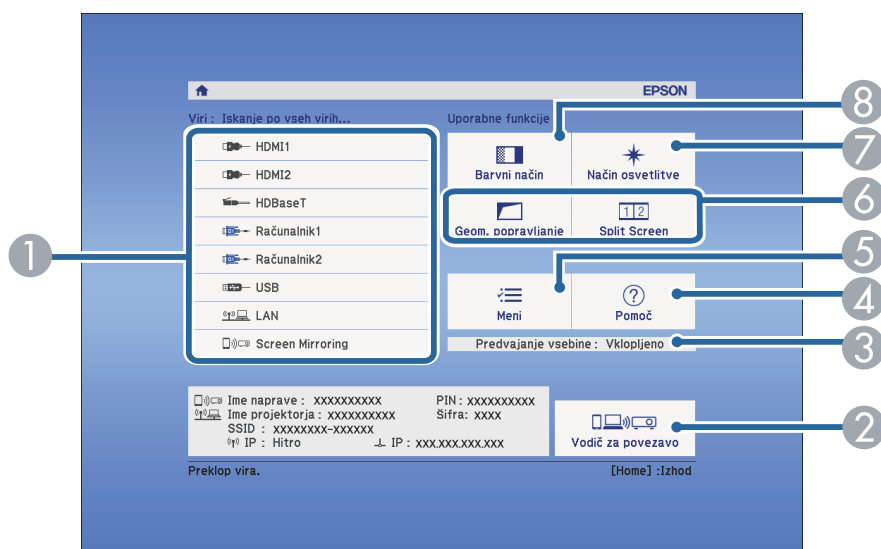 EPSON
Viri : Iskanje po vseh virih...
HDMI1
HDMI2
HDBaseT
Računalnik1
Računalnik2
USB
LAN
Screen Mirroring
Uporabne funkcije
Barvni način
Način osvetlitve
Geom. popravljanje
1 2
Split Screen
Meni
?
Pomoč
Predvajanje vsebine : Vklopljeno
Ime naprave : xxxxxxxxxx PIN : xxxxxxxxxx
Ime projektorja : xxxxxxxxxx Šifra: xxxx
SSID : xxxxxxxx-xxxxxx
IP : Hitro IP : xxx.xxx.xxx.xxx
Vodič za povezavo
Preklop vira. [Home] :Izhod
1
8
7
6
5
4
3
2